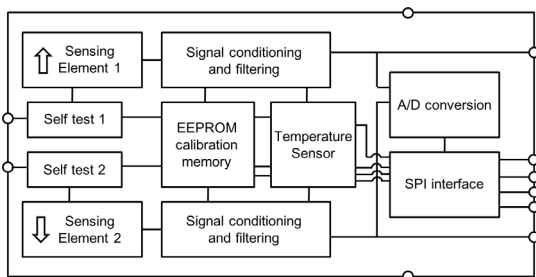 Sensing
Element 1
Signal conditioning
and filtering
A/D conversion
Self test 1
EEPROM
calibration
memory
Temperature
Sensor
Self test 2
SPI interface
Sensing
Element 2
Signal conditioning
and filtering